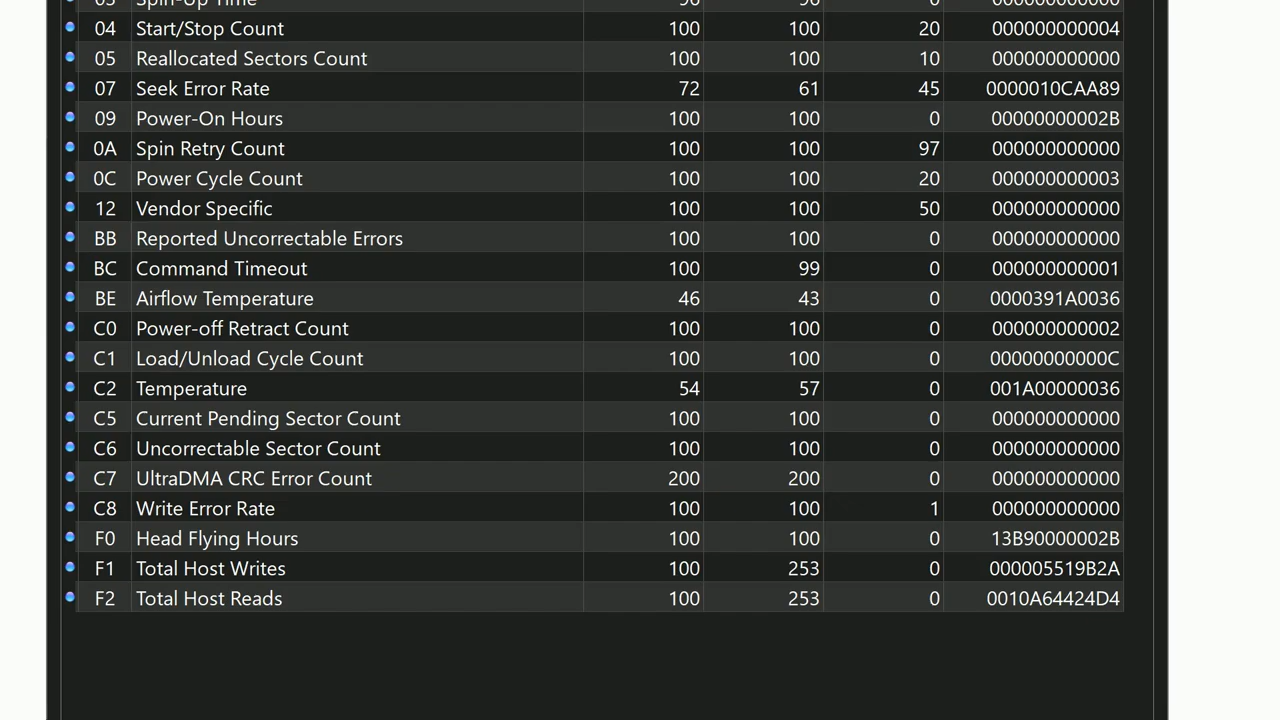 03 Spin-Up Time 96 96 0 000000000000
04 Start/Stop Count 100 100 20 000000000004
05 Reallocated Sectors Count 100 100 10 000000000000
07 Seek Error Rate 72 61 45 0000010CAA89
09 Power-On Hours 100 100 0 00000000002B
0A Spin Retry Count 100 100 97 000000000000
0C Power Cycle Count 100 100 20 000000000003
12 Vendor Specific 100 100 50 000000000000
BB Reported Uncorrectable Errors 100 100 0 000000000000
BC Command Timeout 100 99 0 000000000001
BE Airflow Temperature 46 43 0 0000391A0036
C0 Power-off Retract Count 100 100 0 000000000002
C1 Load/Unload Cycle Count 100 100 0 00000000000C
C2 Temperature 54 57 0 001A00000036
C5 Current Pending Sector Count 100 100 0 000000000000
C6 Uncorrectable Sector Count 100 100 0 000000000000
C7 UltraDMA CRC Error Count 200 200 0 000000000000
C8 Write Error Rate 100 100 1 000000000000
F0 Head Flying Hours 100 100 0 13B90000002B
F1 Total Host Writes 100 253 0 000005519B2A
F2 Total Host Reads 100 253 0 0010A64424D4